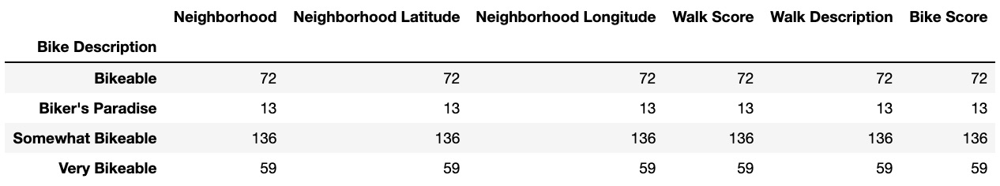 Neighborhood Neighborhood Latitude Neighborhood Longitude Walk Score Walk Description Bike Score
Bike Description
Bikeable 72 72 72 72 72 72
Biker's Paradise 13 13 13 13 13 13
Somewhat Bikeable 136 136 136 136 136 136
Very Bikeable 59 59 59 59 59 59